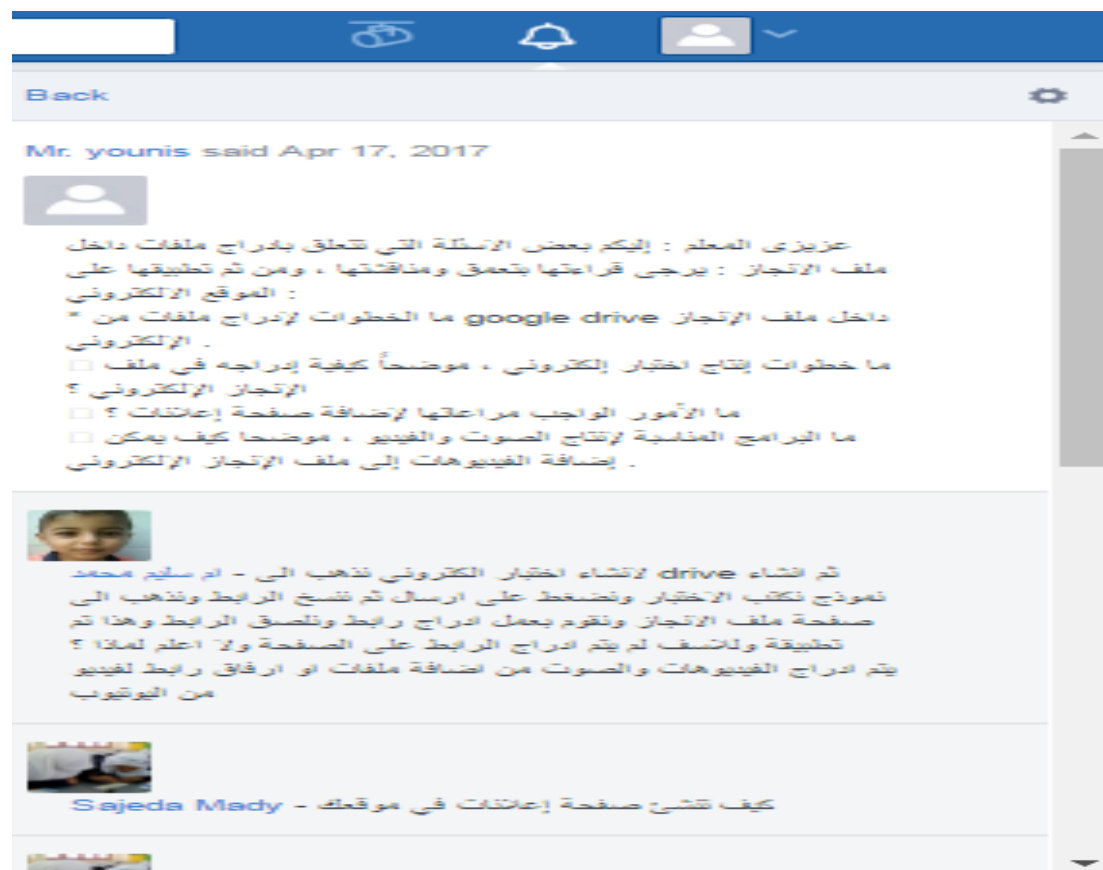 Back
Mr. younis said Apr 17, 2017
عزيزي المعلم : إليكم بعض الاسئلة التي تتعلق بادراج ملفات داخل
ملف الانجاز : يرجى قراءتها بتعمق ومناقشتها ، ومن ثم تطبيقها على
: الموقع الالكتروني
* داخل ملف الإنجاز google drive ما الخطوات لإدراج ملفات من
. الإلكتروني
ما خطوات إنتاج اختبار إلكتروني ، موضحاً كيفية إدراجه في ملف
الإنجاز الإلكتروني ؟
ما الأمور الواجب مراعاتها لإضافة صفحة إعلانات ؟
ما البرامج المناسبة لإنتاج الصوت والفيديو ، موضحا كيف يمكن
. إضافة الفيديوهات إلى ملف الإنجاز الإلكتروني
ثم انشاء drive لانشاء اختبار الكتروني نذهب الى - ام سليم محمد
نموذج نكتب الاختبار ونضغط على ارسال ثم ننسخ الرابط ونذهب الى
صفحة ملف الانجاز ونقوم بعمل ادراج رابط ونلصق الرابط وهذا تم
تطبيقة وللاسف لم يتم ادراج الرابط على الصفحة ولا اعلم لماذا ؟
يتم ادراج الفيديوهات والصوت من اضافة ملفات او ارفاق رابط لفيديو
من اليوتيوب
Sajeda Mady - كيف تنشئ صفحة إعلانات في موقعك